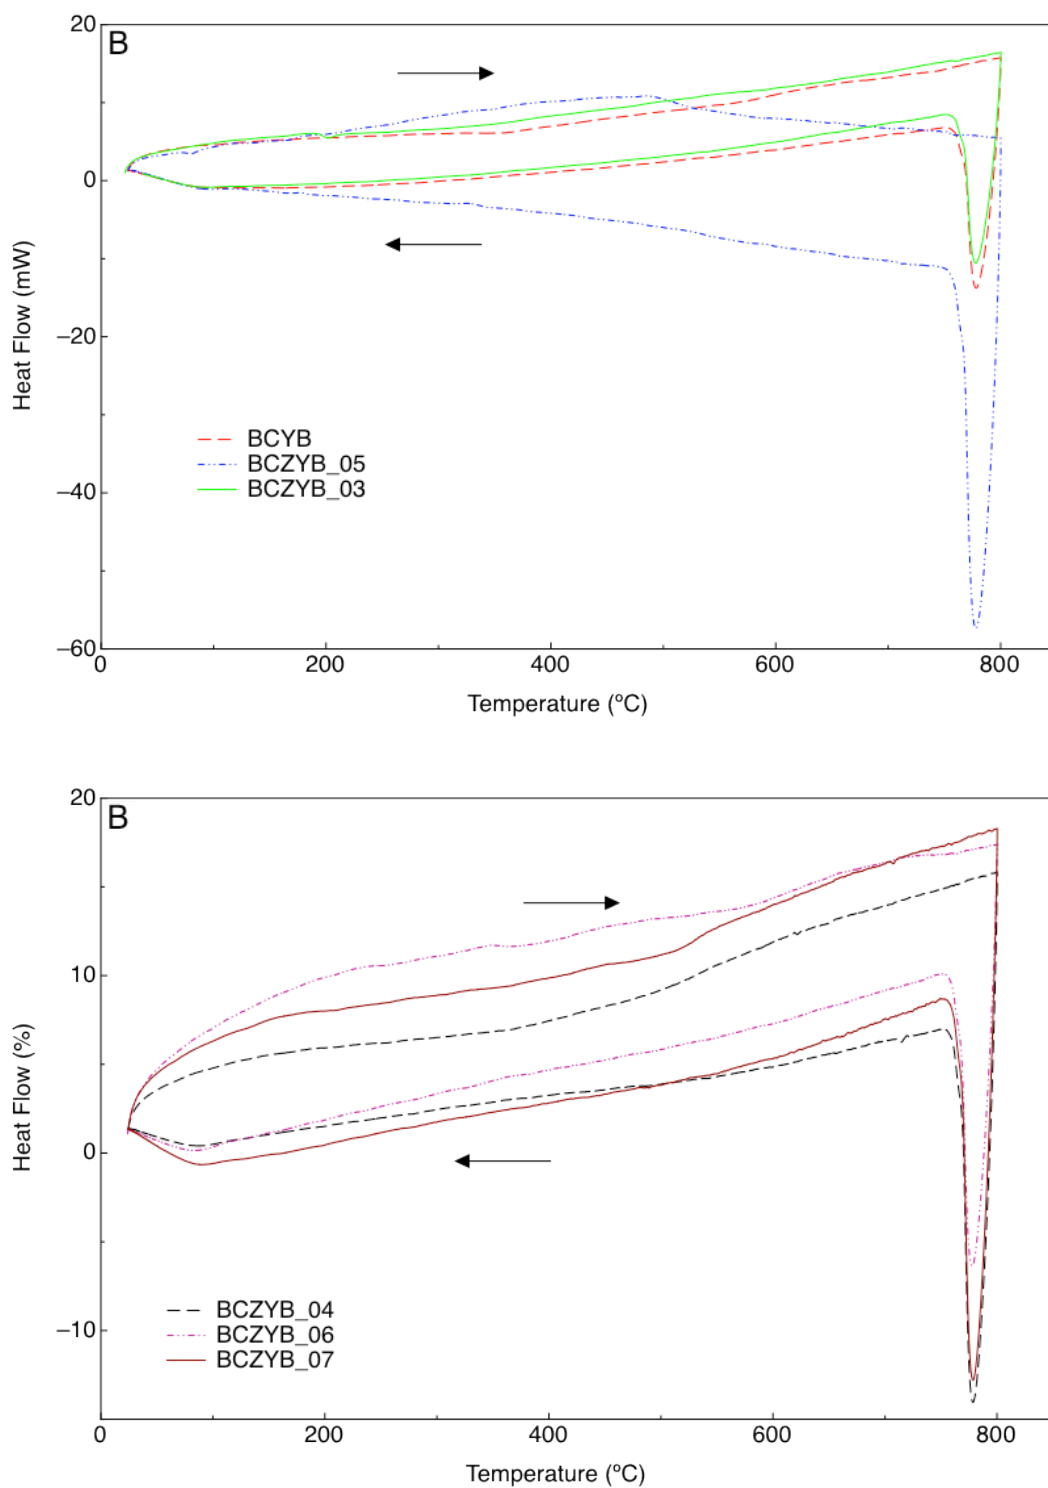 B
20
0
−20
−40
−60
Heat Flow (mW)
BCYB
BCZYB_05
BCZYB_03
0 200 400 600 800
Temperature (ºC)
B
20
10
0
−10
Heat Flow (%)
BCZYB_04
BCZYB_06
BCZYB_07
0 200 400 600 800
Temperature (ºC)